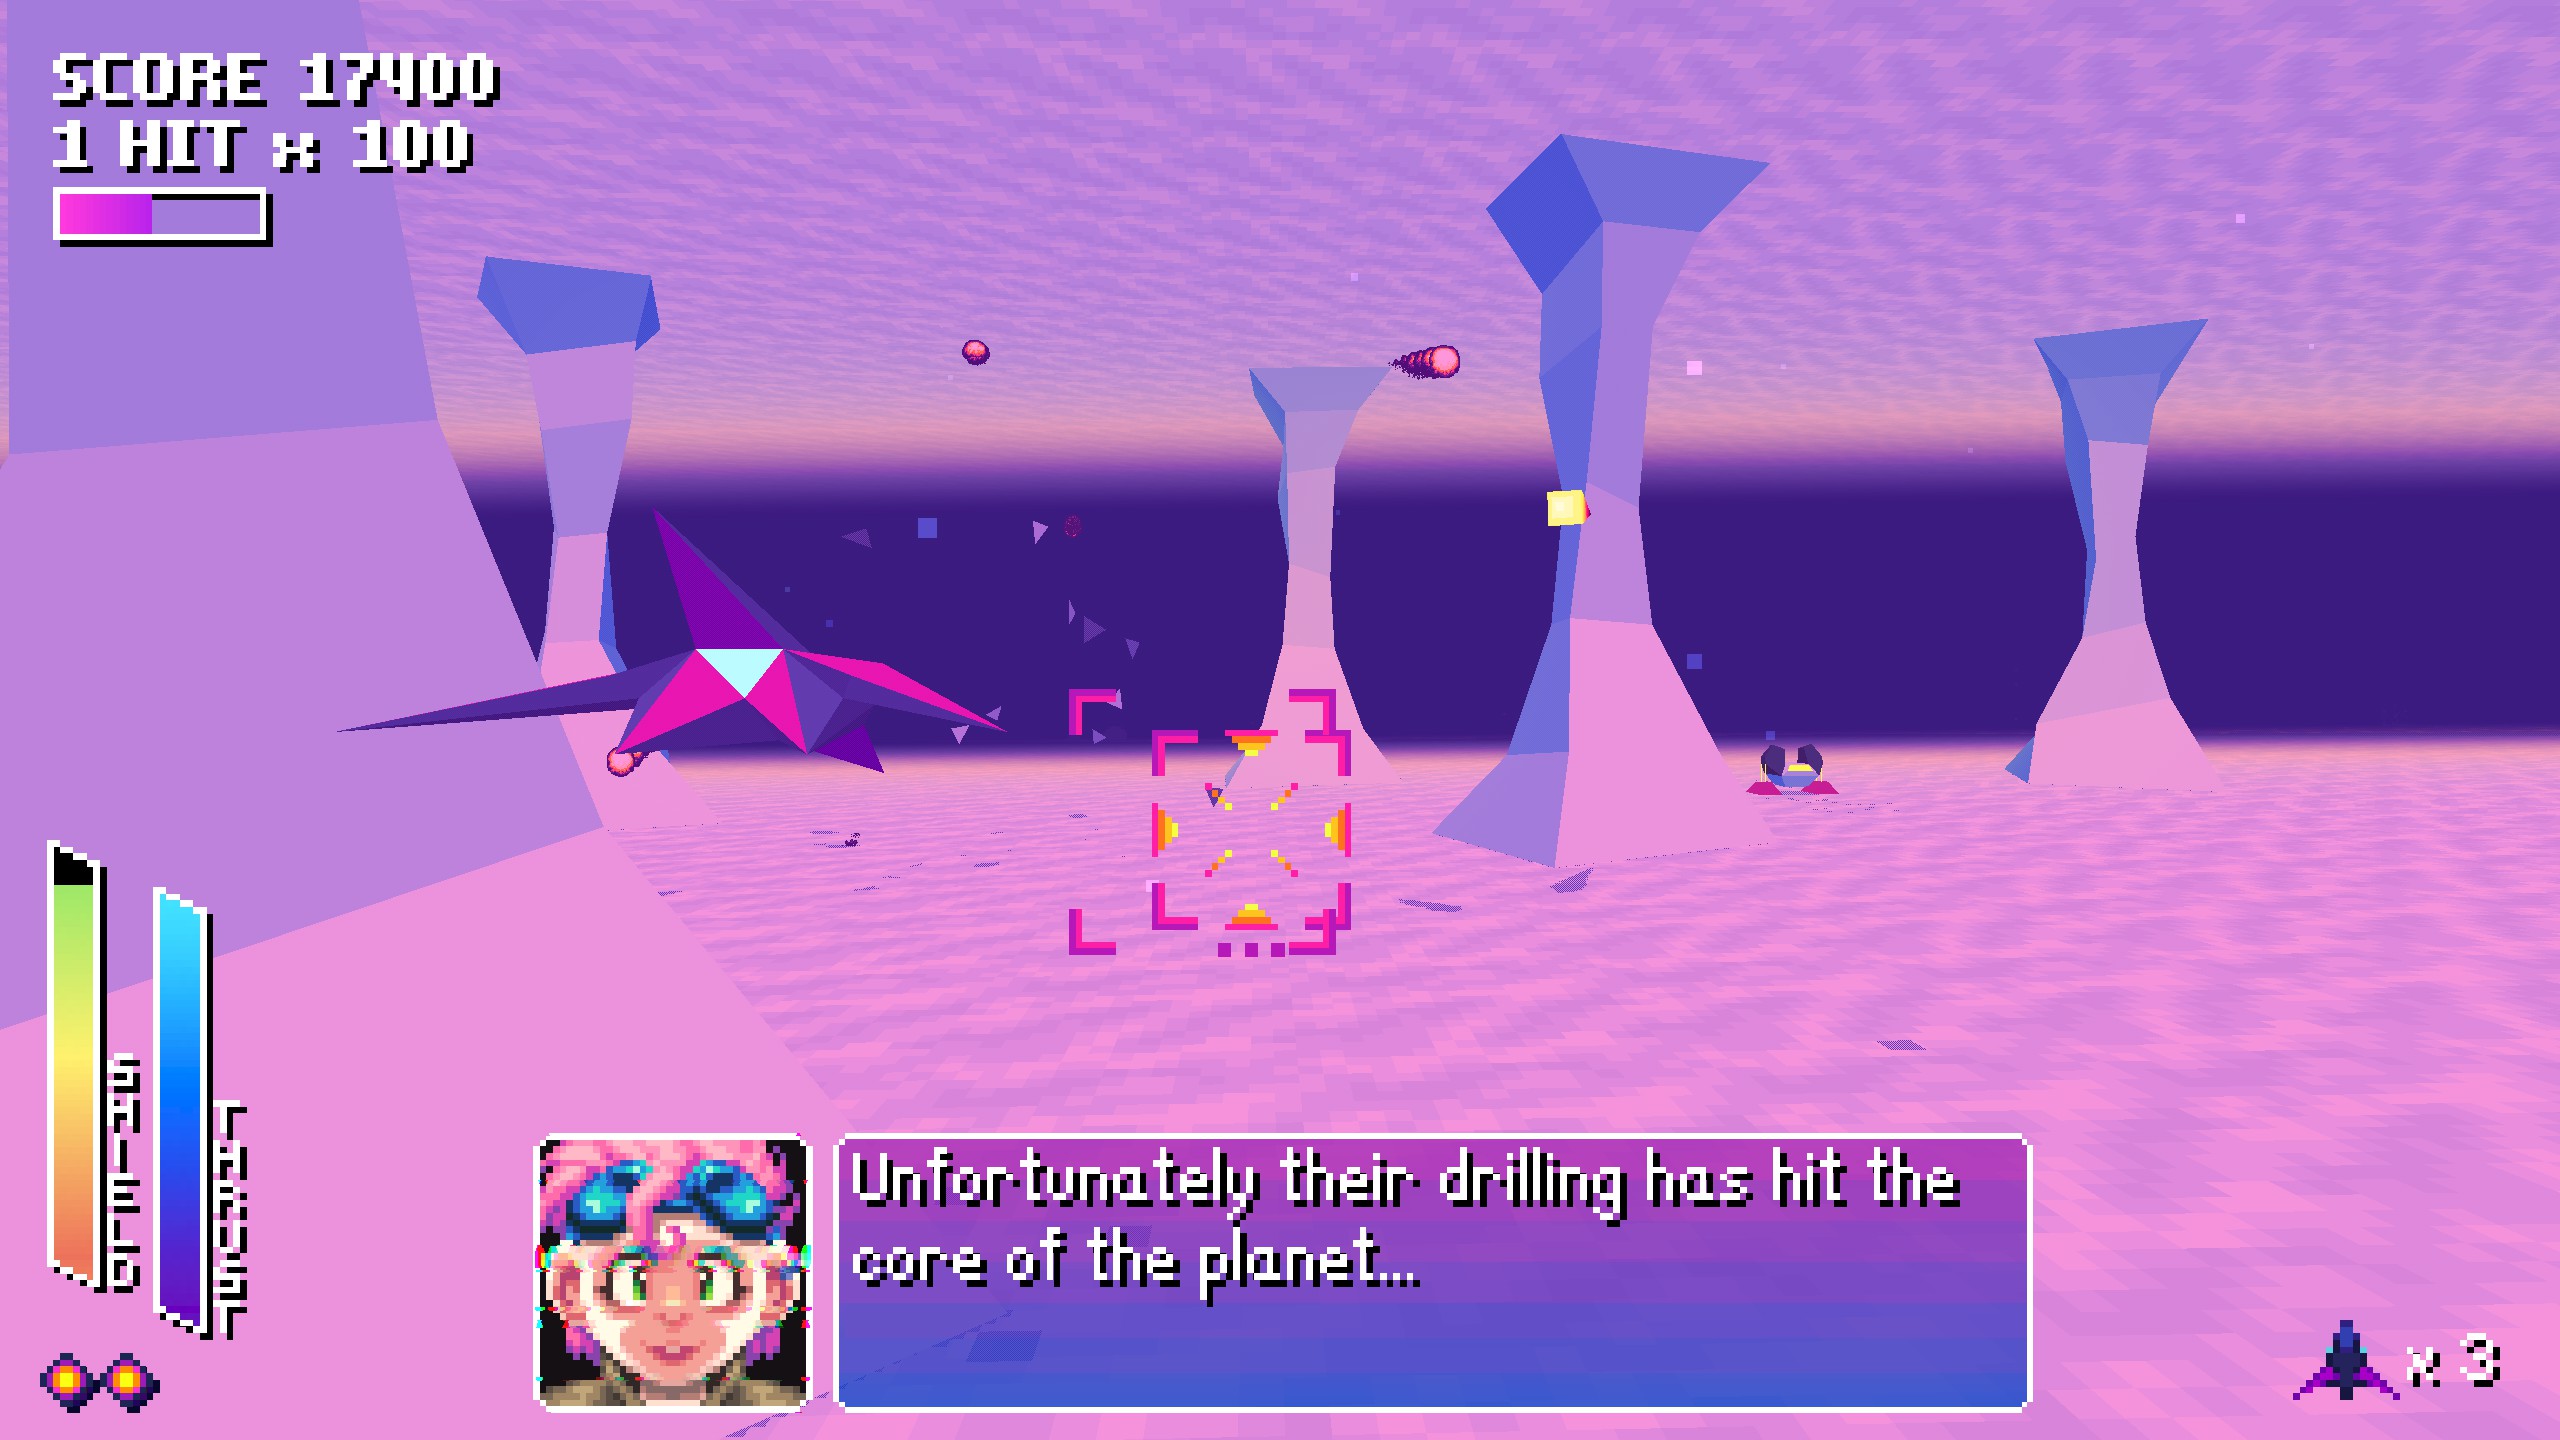 SCORE 17400
1 HIT x 100
SHIELD
THRUST
Unfortunately their drilling has hit the
core of the planet...
x 3